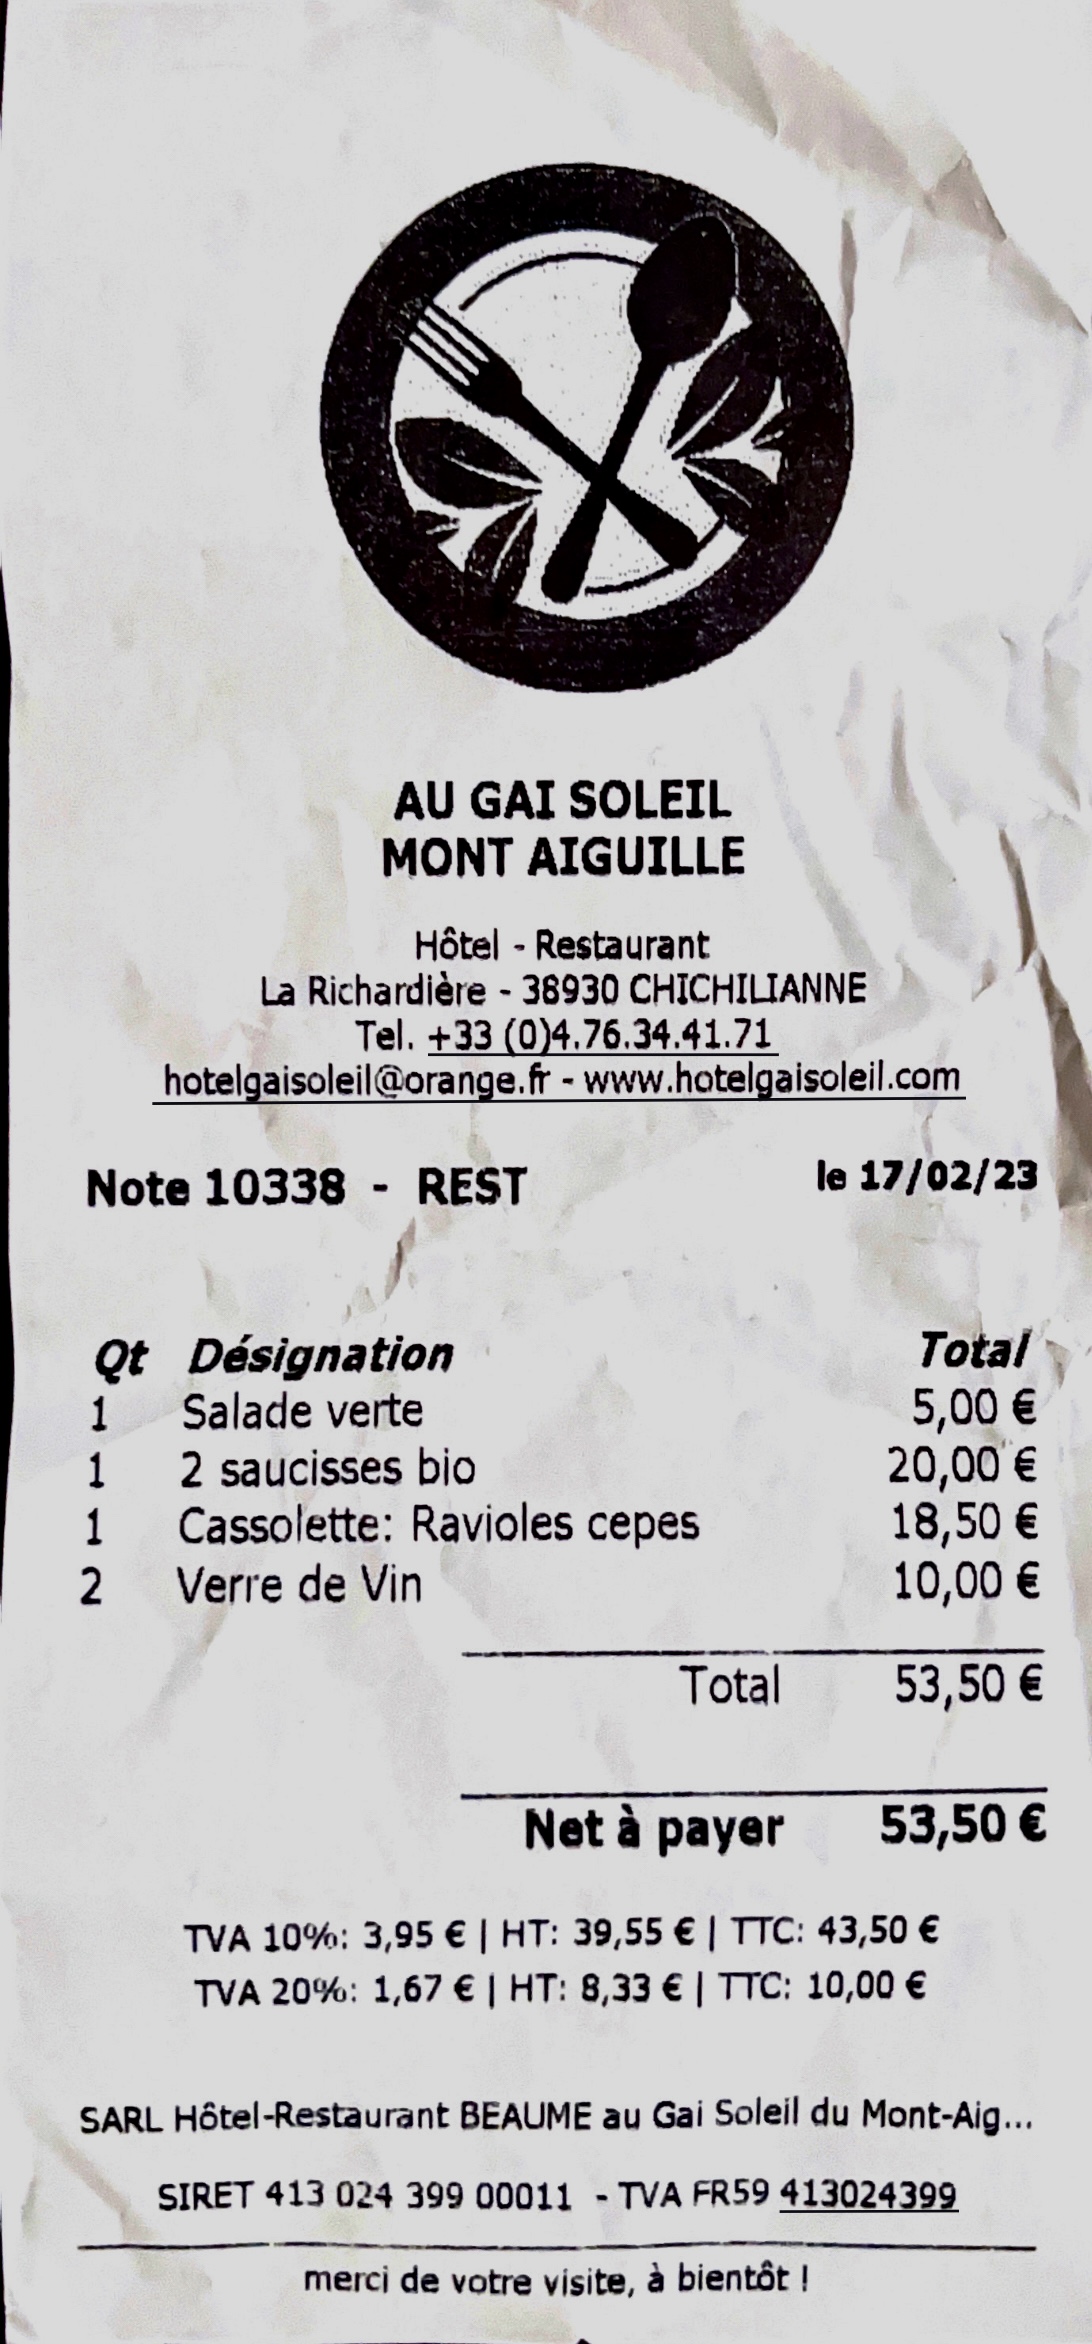 AU GAI SOLEIL
MONT AIGUILLE
Hôtel - Restaurant
La Richardière - 38930 CHICHILIANNE
Tel. +33 (0)4.76.34.41.71
hotelgaisoleil@orange.fr - www.hotelgaisoleil.com
Note 10338 - REST le 17/02/23
Qt Désignation Total
1 Salade verte 5,00 €
1 2 saucisses bio 20,00 €
1 Cassolette: Ravioles cepes 18,50 €
2 Verre de Vin 10,00 €
Total 53,50 €
Net à payer 53,50 €
TVA 10%: 3,95 € | HT: 39,55 € | TTC: 43,50 €
TVA 20%: 1,67 € | HT: 8,33 € | TTC: 10,00 €
SARL Hôtel-Restaurant BEAUME au Gai Soleil du Mont-Aig...
SIRET 413 024 399 00011 - TVA FR59 413024399
merci de votre visite, à bientôt !